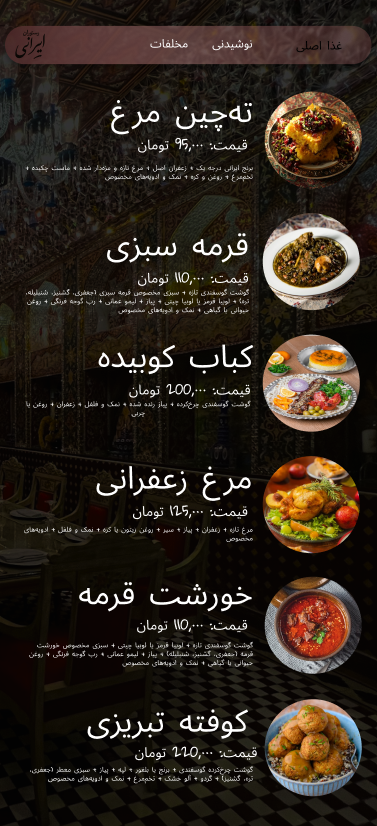 غذا اصلی
نوشیدنی
مخلفات
رستوران
ایرانی
ته‌چین مرغ
قیمت: ۹۵,۰۰۰ تومان
برنج ایرانی درجه یک + زعفران اصل + مرغ تازه و مزه‌دار شده + ماست چکیده +
تخم‌مرغ + روغن و کره + نمک و ادویه‌های مخصوص
قرمه سبزی
قیمت: ۱۱۰,۰۰۰ تومان
گوشت گوسفندی تازه + سبزی مخصوص قرمه سبزی (جعفری، گشنیز، شنبلیله،
تره) + لوبیا قرمز یا لوبیا چیتی + پیاز + لیمو عمانی + رب گوجه فرنگی + روغن
حیوانی یا گیاهی + نمک و ادویه‌های مخصوص
کباب کوبیده
قیمت: ۲۰۰,۰۰۰ تومان
گوشت گوسفندی چرخ‌کرده + پیاز رنده شده + نمک و فلفل + زعفران + روغن یا
چربی
مرغ زعفرانی
قیمت: ۱۲۵,۰۰۰ تومان
مرغ تازه + زعفران + پیاز + سیر + روغن زیتون یا کره + نمک و فلفل + ادویه‌های
مخصوص
خورشت قرمه
قیمت: ۱۱۰,۰۰۰ تومان
گوشت گوسفندی تازه + لوبیا قرمز یا لوبیا چیتی + سبزی مخصوص خورشت
قرمه (جعفری، گشنیز، شنبلیله) + پیاز + لیمو عمانی + رب گوجه فرنگی + روغن
حیوانی یا گیاهی + نمک و ادویه‌های مخصوص
کوفته تبریزی
قیمت: ۲۲۰,۰۰۰ تومان
گوشت چرخ‌کرده گوسفندی + برنج یا بلغور + لپه + پیاز + سبزی معطر (جعفری،
تره، گشنیز) + گردو + آلو خشک + تخم‌مرغ + نمک و ادویه‌های مخصوص